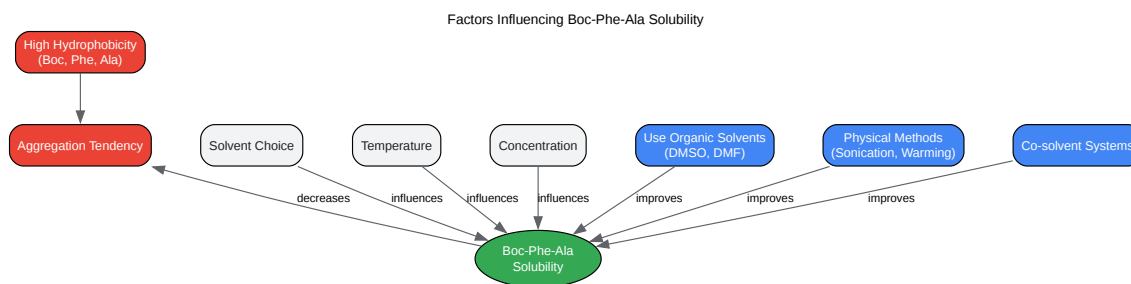 Factors Influencing Boc-Phe-Ala Solubility
High Hydrophobicity
(Boc, Phe, Ala)
Aggregation Tendency
Solvent Choice
Temperature
Concentration
Use Organic Solvents
(DMSO, DMF)
Physical Methods
(Sonication, Warming)
Co-solvent Systems
decreases
influences
influences
influences
improves
improves
improves
Boc-Phe-Ala
Solubility